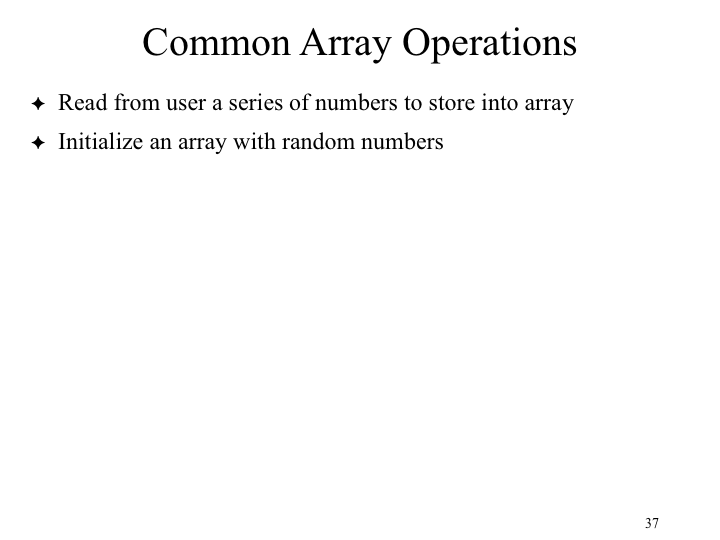 Common Array Operations
✦ Read from user a series of numbers to store into array
✦ Initialize an array with random numbers
37